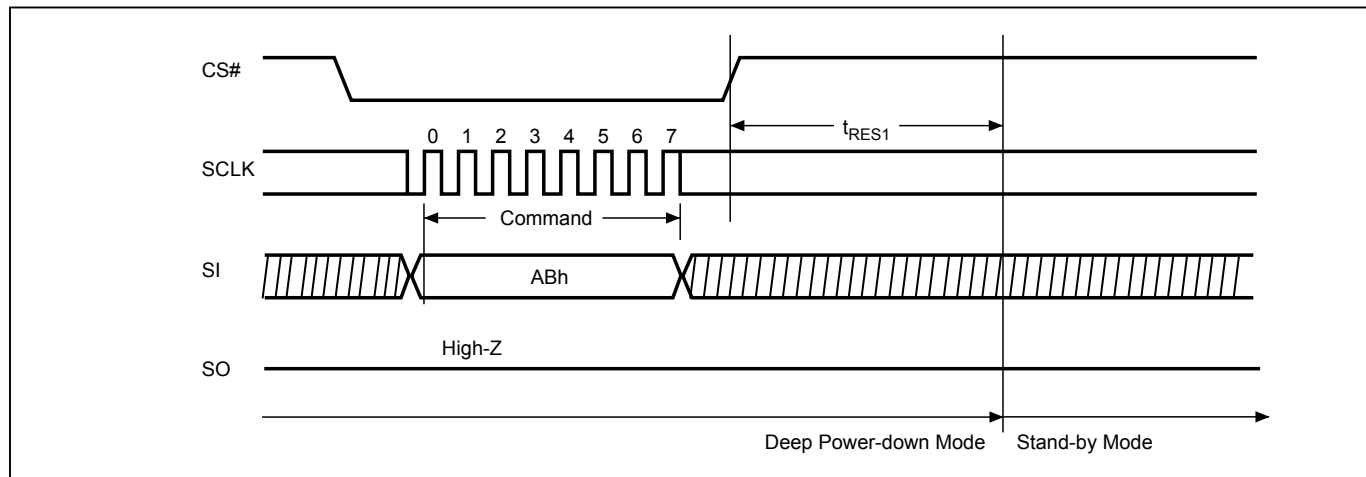 CS#
tRES1
0 1 2 3 4 5 6 7
SCLK
Command
SI
ABh
High-Z
SO
Deep Power-down Mode Stand-by Mode